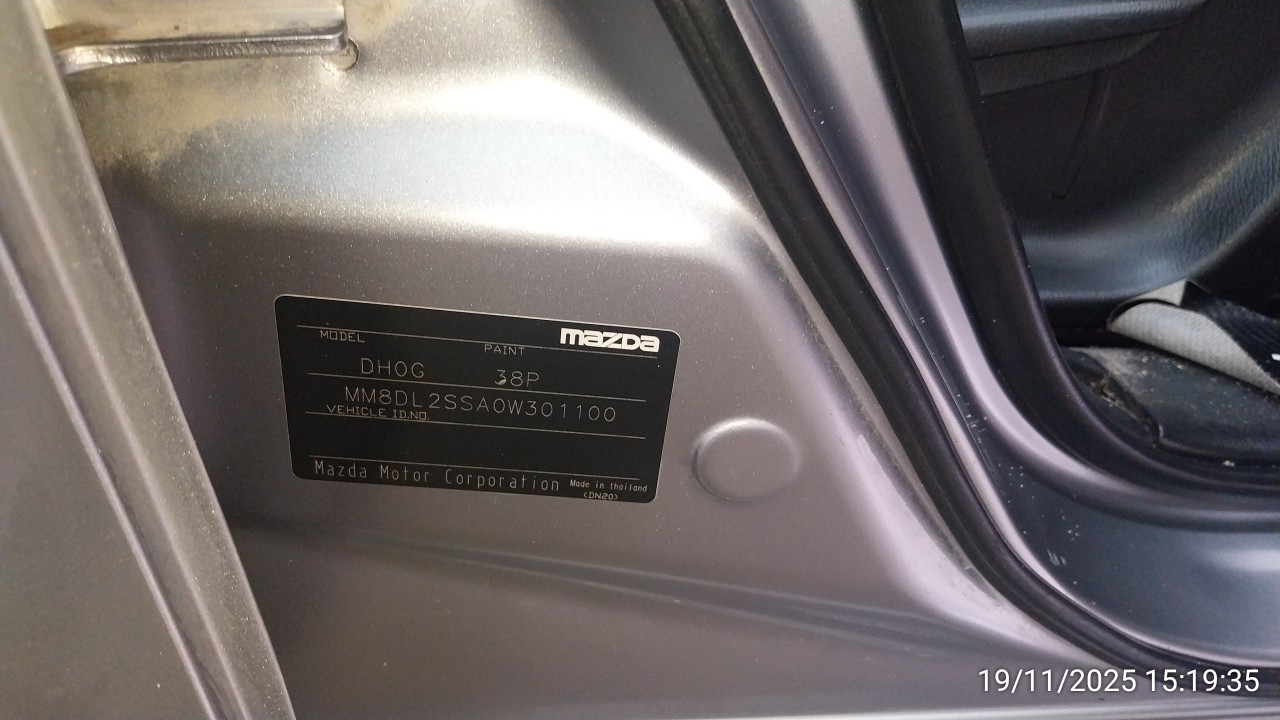 mazda
MODEL PAINT
DH0G 38P
MM8DL2SSA0W301100
VEHICLE ID.NO.
Mazda Motor Corporation Made in thailand
(DN20)
19/11/2025 15:19:35